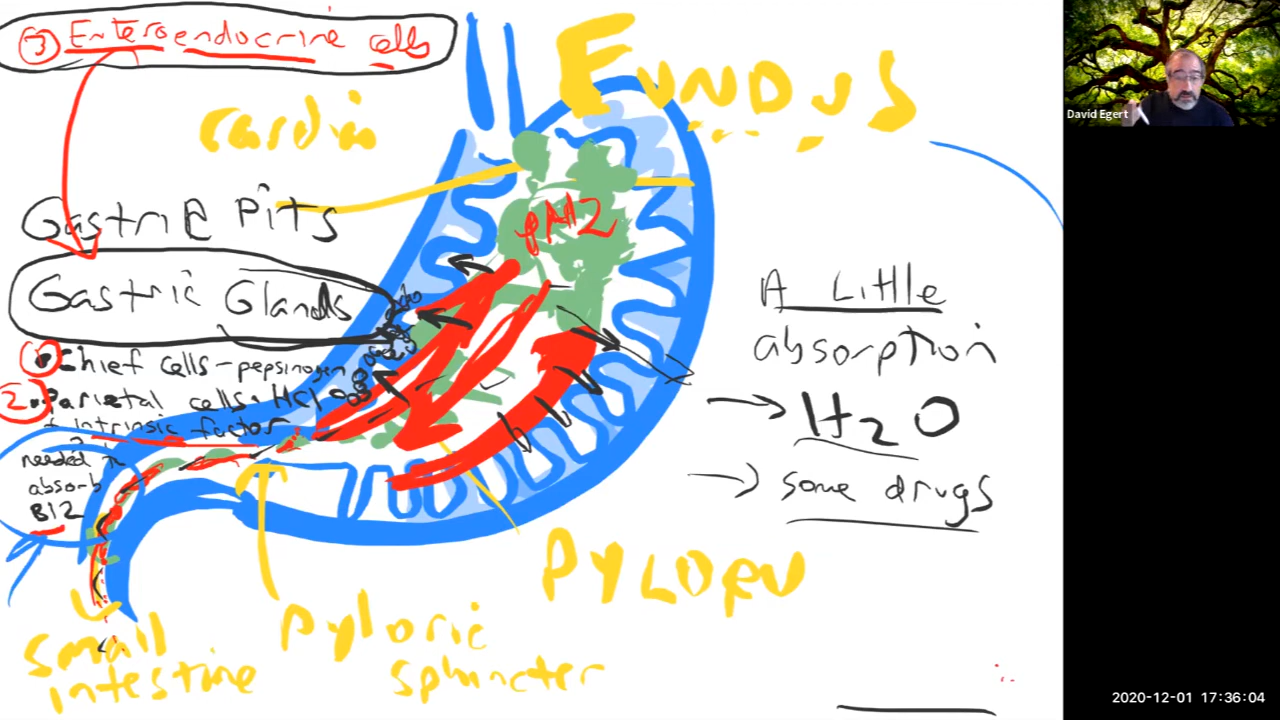 ③ Enteroendocrine cells
FUNDUS
cardia
Gastric Pits
pH 2
Gastric Glands
① • Chief cells - pepsinogen
② • Parietal cells • HCl
+ intrinsic factor
needed to
absorb
B12
A Little
absorption
→ H2O
→ some drugs
PYLORU
pyloric
sphincter
small
intestine
David Egert
2020-12-01 17:36:04